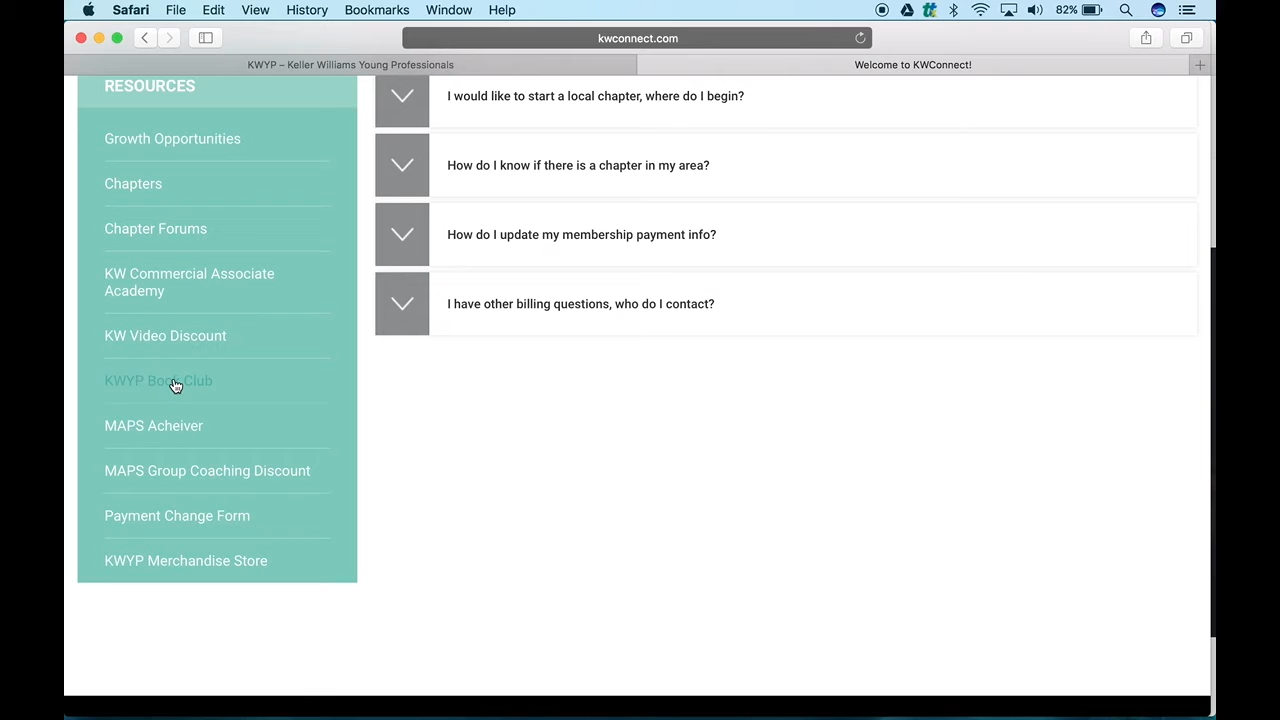 Safari File Edit View History Bookmarks Window Help 82%
kwconnect.com
KWYP – Keller Williams Young Professionals Welcome to KWConnect!
RESOURCES
Growth Opportunities
Chapters
Chapter Forums
KW Commercial Associate
Academy
KW Video Discount
KWYP Book Club
MAPS Acheiver
MAPS Group Coaching Discount
Payment Change Form
KWYP Merchandise Store
I would like to start a local chapter, where do I begin?
How do I know if there is a chapter in my area?
How do I update my membership payment info?
I have other billing questions, who do I contact?